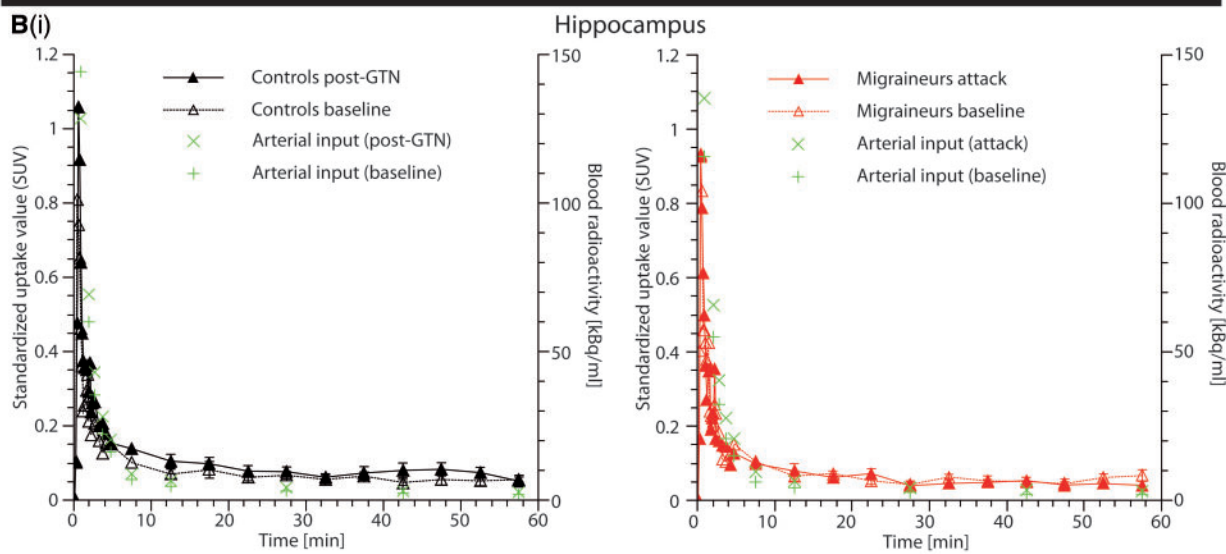 B(i)
Hippocampus
Standardized uptake value (SUV)
1.2
1
0.8
0.6
0.4
0.2
0
Controls post-GTN
Controls baseline
Arterial input (post-GTN)
Arterial input (baseline)
150
100
50
0
Blood radioactivity [kBq/ml]
0 10 20 30 40 50 60
Time [min]
Standardized uptake value (SUV)
1.2
1
0.8
0.6
0.4
0.2
0
Migraineurs attack
Migraineurs baseline
Arterial input (attack)
Arterial input (baseline)
150
100
50
0
Blood radioactivity [kBq/ml]
0 10 20 30 40 50 60
Time [min]